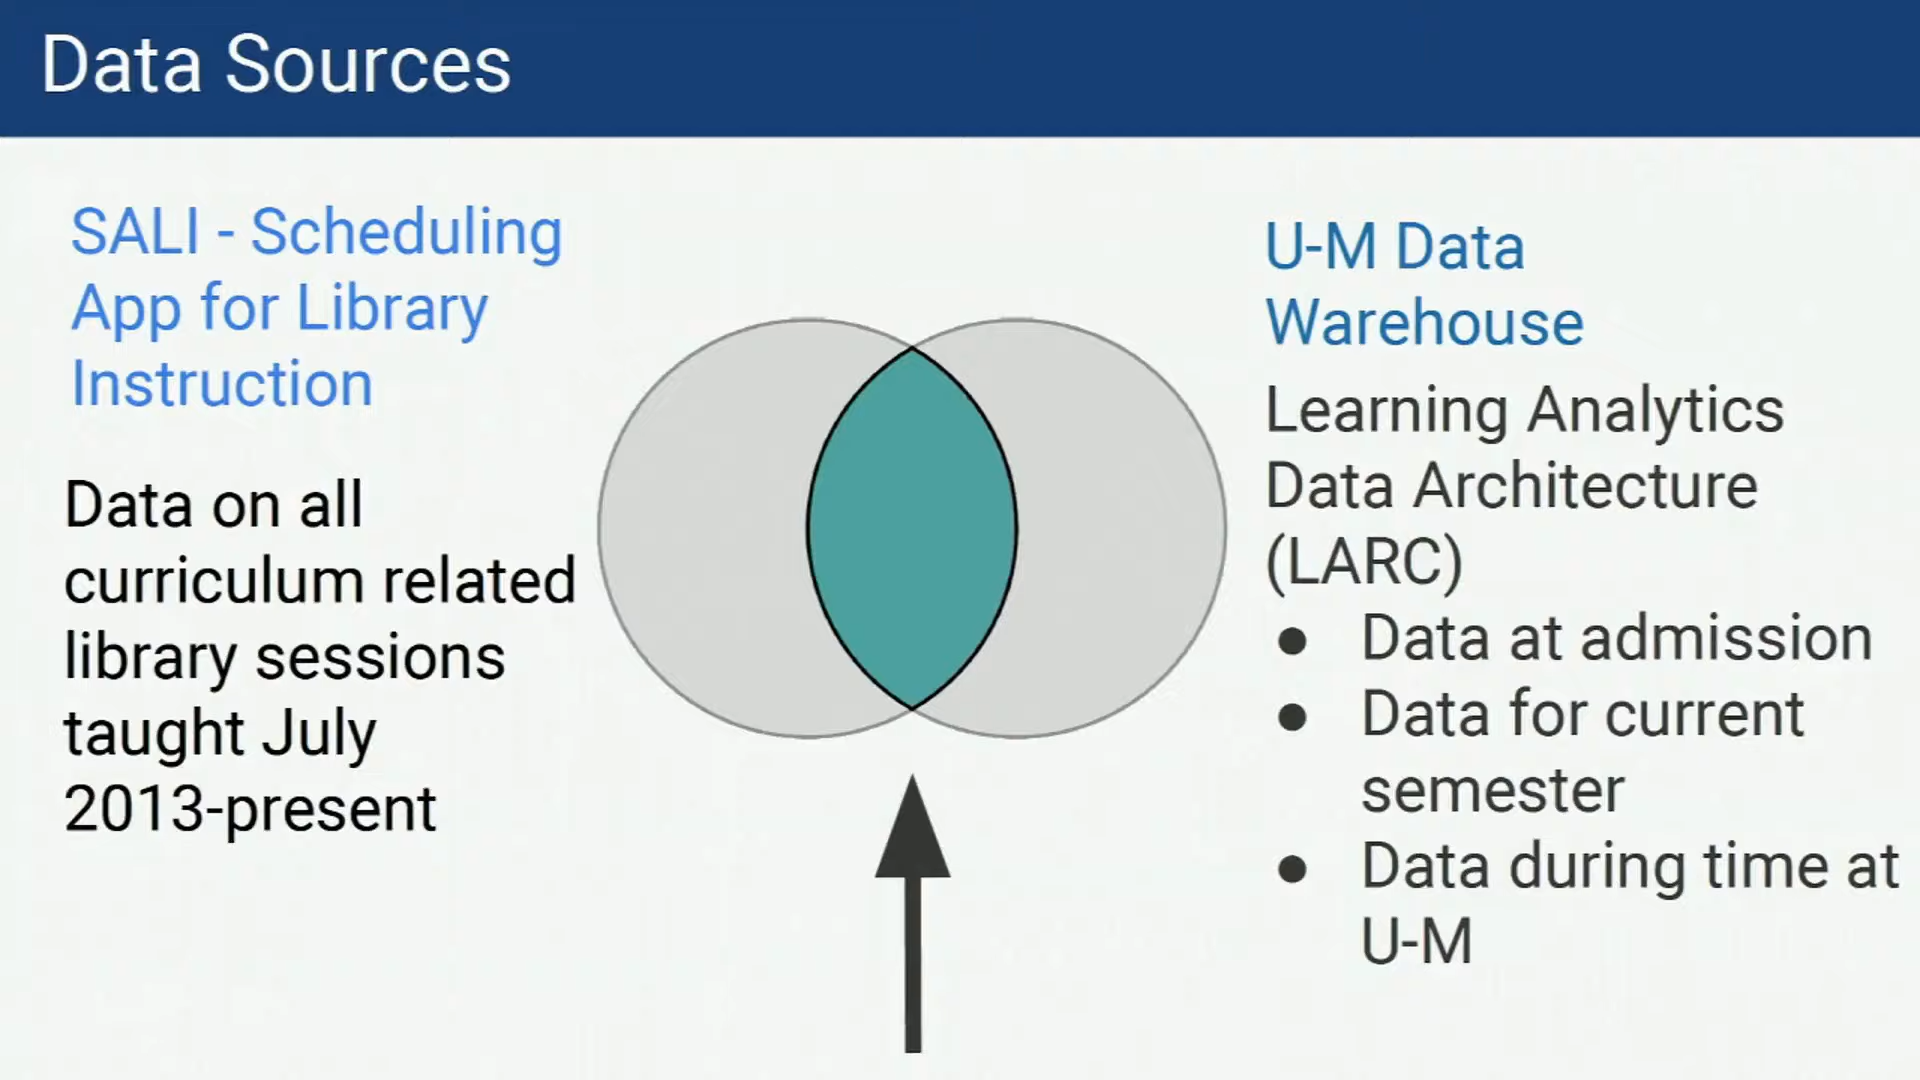 Data Sources
SALI - Scheduling
App for Library
Instruction
Data on all
curriculum related
library sessions
taught July
2013-present
U-M Data
Warehouse
Learning Analytics
Data Architecture
(LARC)
● Data at admission
● Data for current
semester
● Data during time at
U-M